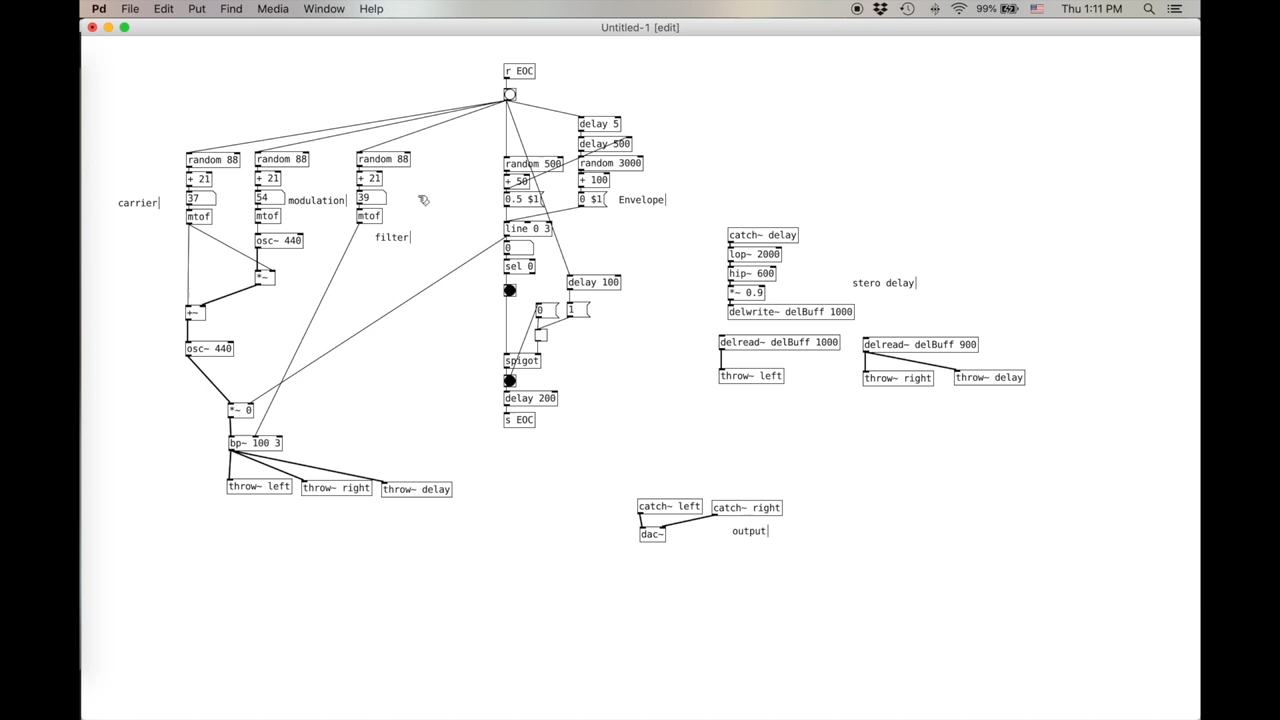 Pd File Edit Put Find Media Window Help 99% Thu 1:11 PM
Untitled-1 [edit]
r EOC
delay 5
delay 500
random 88
random 88
random 88
random 500
random 3000
+ 21
+ 21
+ 21
+ 50
+ 100
37
54
39
0.5 $1
0 $1
carrier
modulation
Envelope
mtof
mtof
mtof
filter
line 0 3
osc~ 440
0
sel 0
*~
delay 100
0
1
+~
osc~ 440
spigot
*~ 0
delay 200
s EOC
bp~ 100 3
throw~ left
throw~ right
throw~ delay
catch~ delay
lop~ 2000
hip~ 600
*~ 0.9
stero delay
delwrite~ delBuff 1000
delread~ delBuff 1000
delread~ delBuff 900
throw~ left
throw~ right
throw~ delay
catch~ left
catch~ right
dac~
output